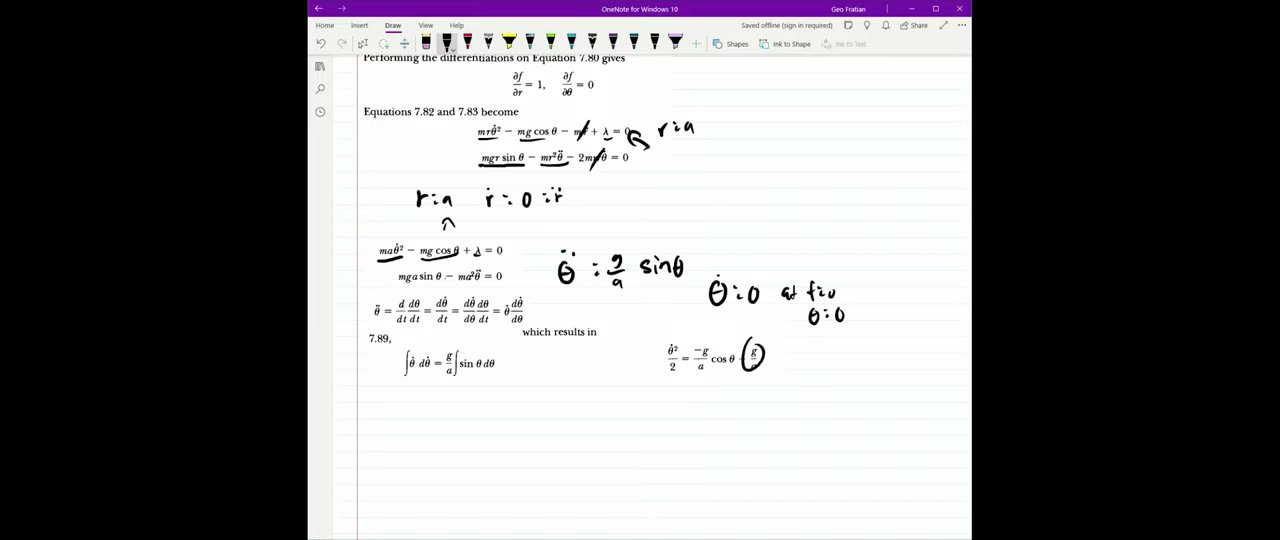 OneNote for Windows 10
Geo Fratian
Home Insert Draw View Help
Saved offline (sign in required)
Shapes Ink to Shape Ink to Text
Performing the differentiations on Equation 7.80 gives
∂f/∂r = 1, ∂f/∂θ = 0
Equations 7.82 and 7.83 become
mrθ̇² − mg cos θ − mr̈ + λ = 0
r = a
mgr sin θ − mr²θ̈ − 2mrṙθ̇ = 0
r = a ṙ = 0 = r̈
maθ̇² − mg cos θ + λ = 0
θ̈ = g/a sinθ
mga sin θ − ma²θ̈ = 0
θ̇ = 0 at t=0
θ = 0
θ̈ = d/dt dθ/dt = dθ̇/dt = dθ̇/dθ dθ/dt = θ̇ dθ̇/dθ
which results in
7.89,
∫θ̇ dθ̇ = g/a ∫sin θ dθ
θ̇²/2 = −g/a cos θ + g/a